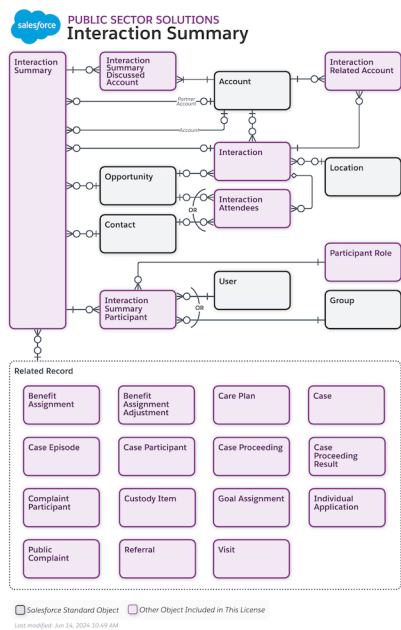 salesforce
PUBLIC SECTOR SOLUTIONS
Interaction Summary
Interaction
Summary
Interaction
Summary
Discussed
Account
Account
Interaction
Related Account
Partner
Account
Account
Interaction
Location
Opportunity
Interaction
Attendees
OR
Contact
Participant Role
User
Interaction
Summary
Participant
OR
Group
Related Record
Benefit
Assignment
Benefit
Assignment
Adjustment
Care Plan
Case
Case Episode
Case Participant
Case Proceeding
Case
Proceeding
Result
Complaint
Participant
Custody Item
Goal Assignment
Individual
Application
Public
Complaint
Referral
Visit
Salesforce Standard Object
Other Object Included in This License
Last modified: Jun 14, 2024 10:49 AM